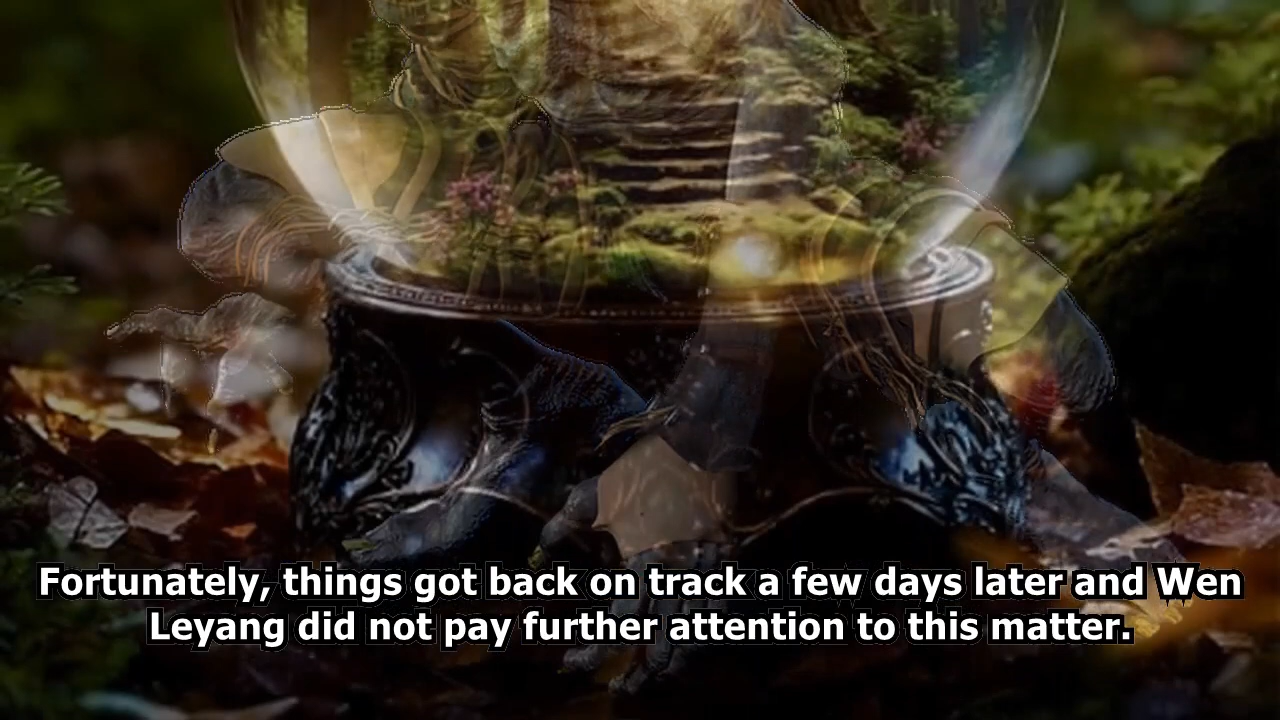 Fortunately, things got back on track a few days later and Wen
Leyang did not pay further attention to this matter.